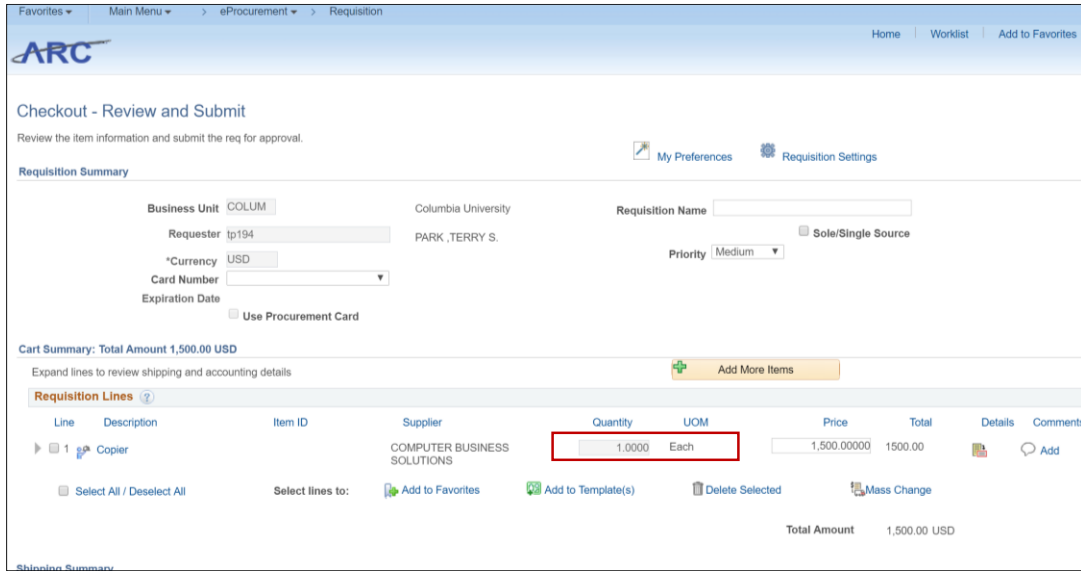 Favorites Main Menu > eProcurement > Requisition
Home Worklist Add to Favorites
ARC
Checkout - Review and Submit
Review the item information and submit the req for approval.
My Preferences Requisition Settings
Requisition Summary
Business Unit COLUM Columbia University Requisition Name
Requester tp194 PARK ,TERRY S. Sole/Single Source
*Currency USD Priority Medium
Card Number
Expiration Date
Use Procurement Card
Cart Summary: Total Amount 1,500.00 USD
Expand lines to review shipping and accounting details Add More Items
Requisition Lines ?
Line Description Item ID Supplier Quantity UOM Price Total Details Comments
1 Copier COMPUTER BUSINESS SOLUTIONS 1.0000 Each 1,500.00000 1500.00 Add
Select All / Deselect All Select lines to: Add to Favorites Add to Template(s) Delete Selected Mass Change
Total Amount 1,500.00 USD
Shipping Summary